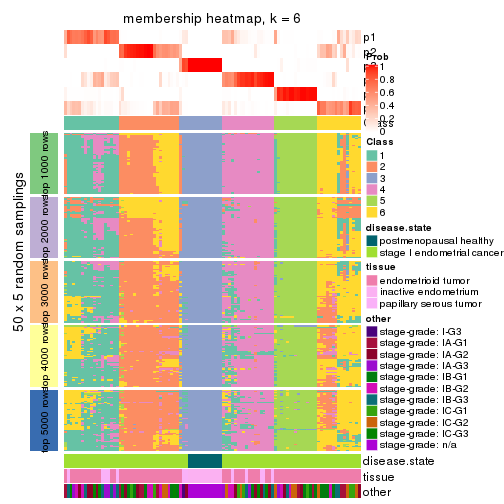 membership heatmap, k = 6
p1
p2
Prob
1
0.8
0.6
0.4
0.2
0
Class
1
2
3
4
5
6
disease.state
postmenopausal healthy
stage I endometrial cancer
tissue
endometrioid tumor
inactive endometrium
papillary serous tumor
other
stage-grade: I-G3
stage-grade: IA-G1
stage-grade: IA-G2
stage-grade: IA-G3
stage-grade: IB-G1
stage-grade: IB-G2
stage-grade: IB-G3
stage-grade: IC-G1
stage-grade: IC-G2
stage-grade: IC-G3
stage-grade: n/a
50 x 5 random samplings
top 1000 rows
top 2000 rows
top 3000 rows
top 4000 rows
top 5000 rows
disease.state
tissue
other